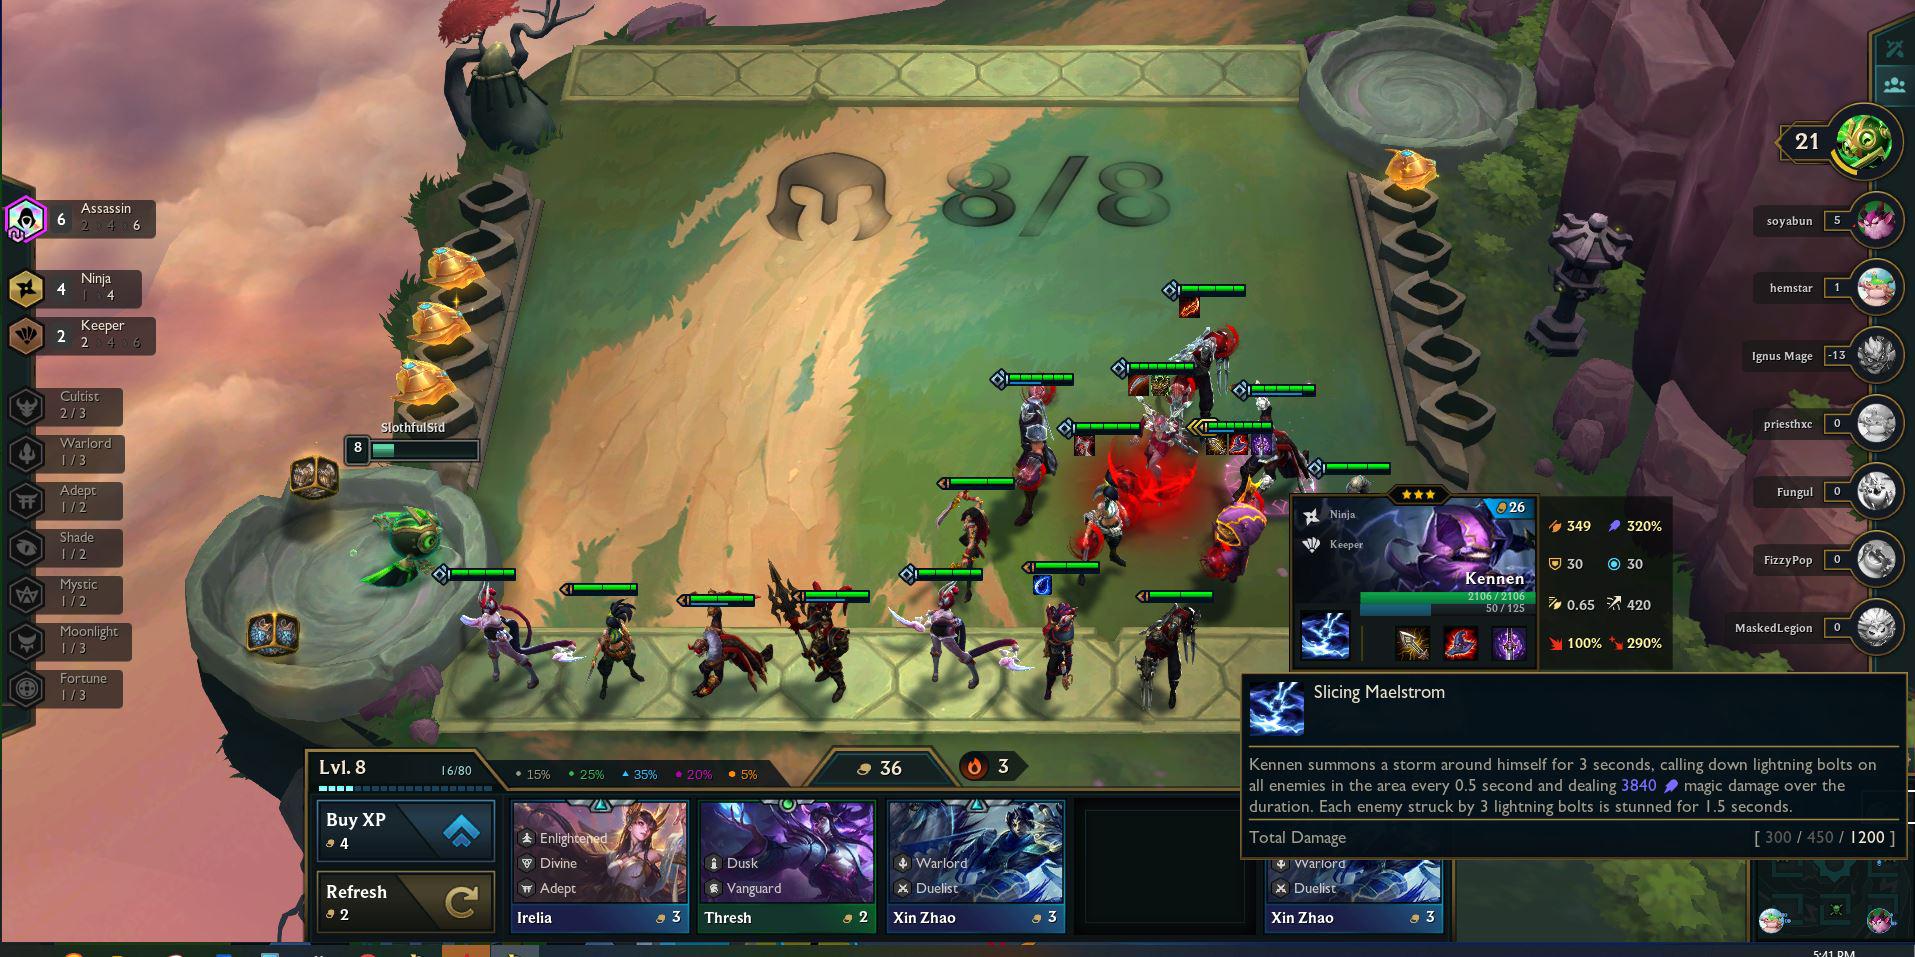 8/8
21
6 Assassin
2 4 6
4 Ninja
1 4
2 Keeper
2 4 6
Cultist
2 / 3
Warlord
1 / 3
Adept
1 / 2
Shade
1 / 2
Mystic
1 / 2
Moonlight
1 / 3
Fortune
1 / 3
SlothfulSid
8
soyabun 5
hemstar 1
Ignus Mage -13
priesthxc 0
Fungul 0
FizzyPop 0
MaskedLegion 0
Ninja
Keeper
26
Kennen
2106 / 2106
50 / 125
349 320%
30 30
0.65 420
100% 290%
Slicing Maelstrom
Kennen summons a storm around himself for 3 seconds, calling down lightning bolts on
all enemies in the area every 0.5 second and dealing 3840 magic damage over the
duration. Each enemy struck by 3 lightning bolts is stunned for 1.5 seconds.
Total Damage [ 300 / 450 / 1200 ]
Lvl. 8 16/80
15% 25% 35% 20% 5%
36
3
Buy XP
4
Refresh
2
Enlightened
Divine
Adept
Irelia 3
Dusk
Vanguard
Thresh 2
Warlord
Duelist
Xin Zhao 3
Warlord
Duelist
Xin Zhao 3
5:41 PM